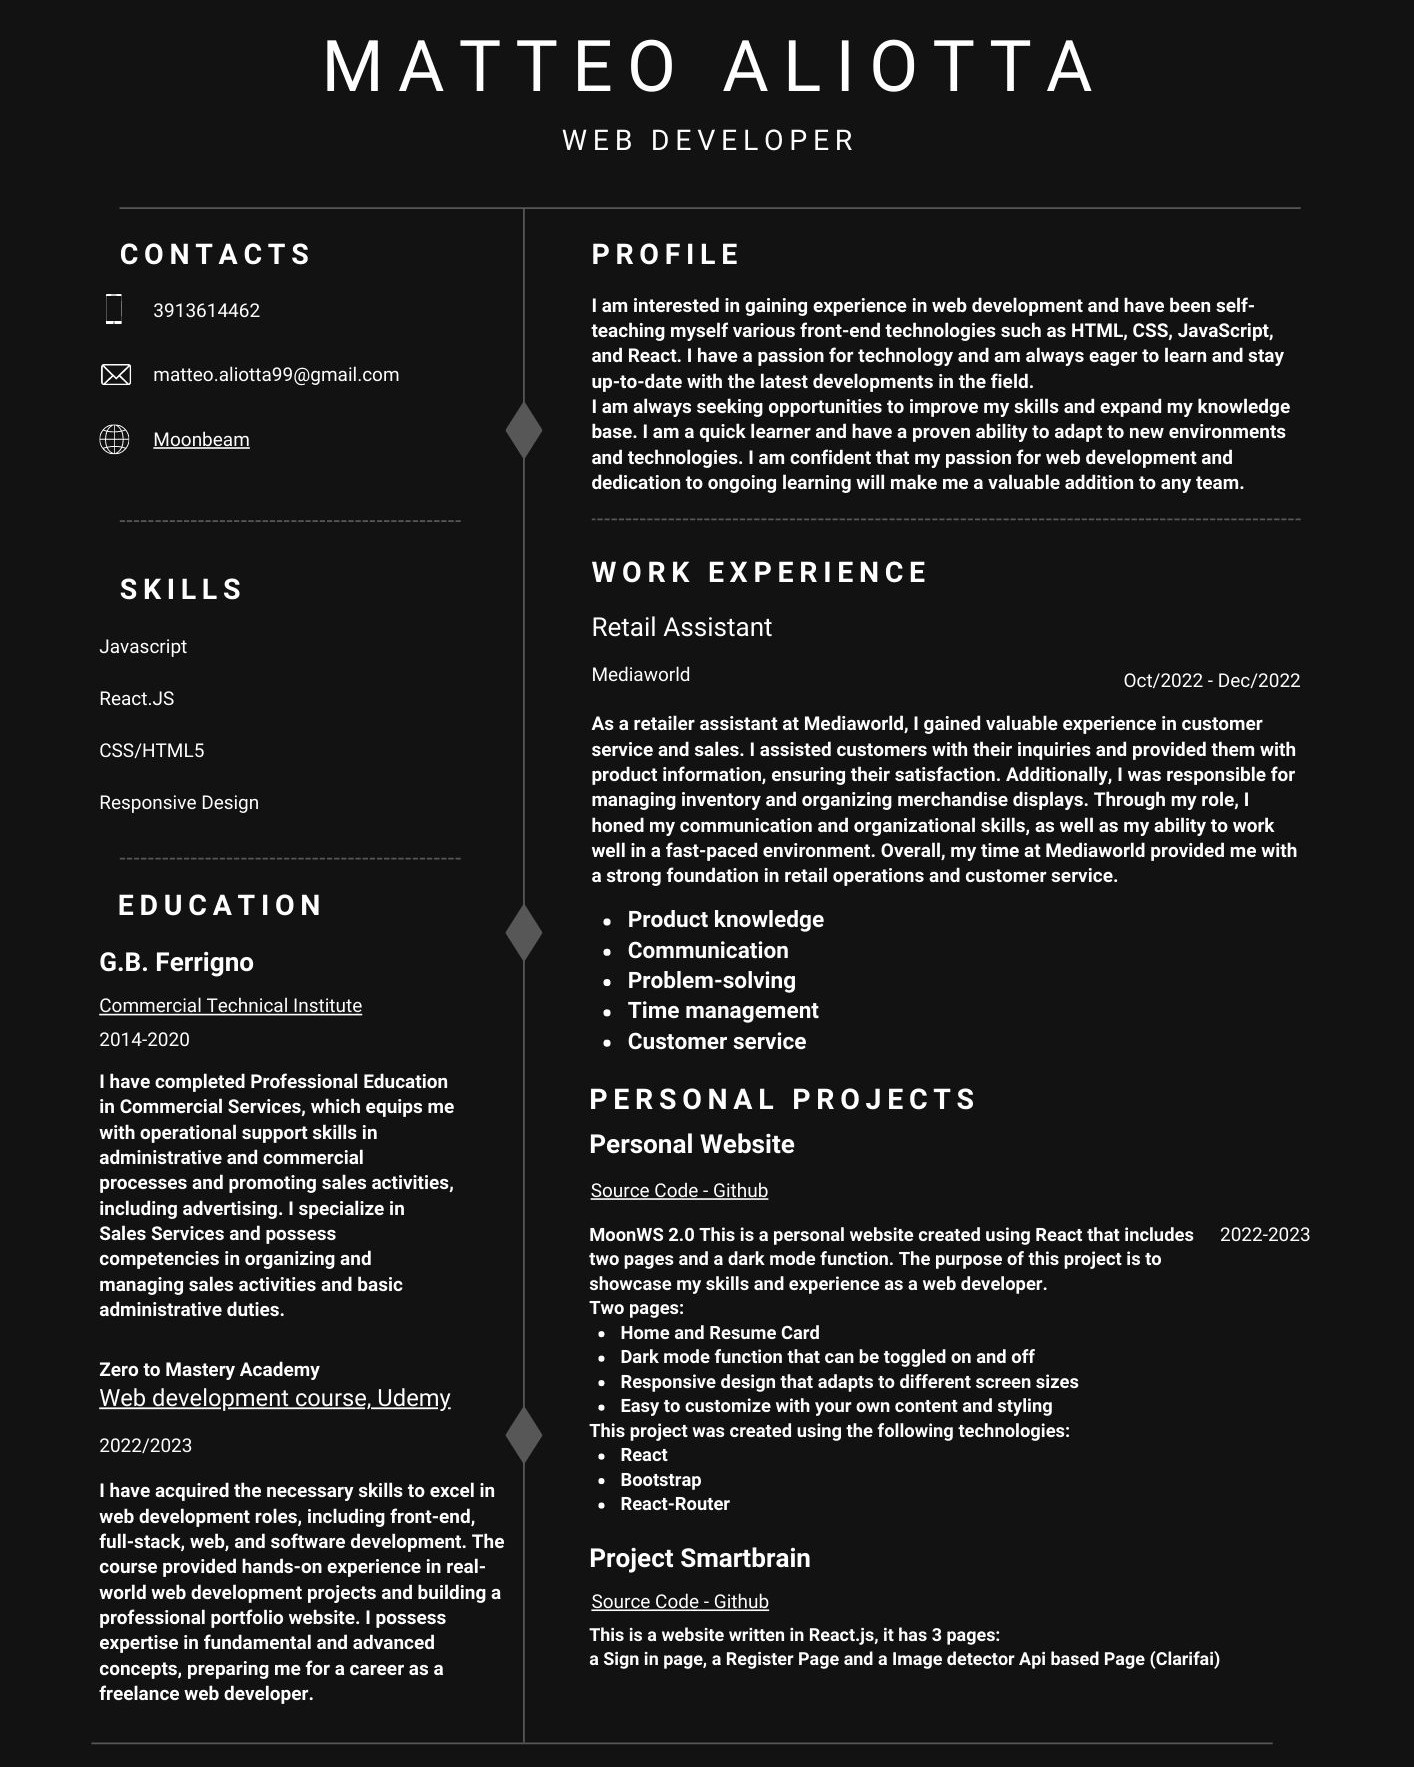 MATTEO ALIOTTA
WEB DEVELOPER
CONTACTS
3913614462
matteo.aliotta99@gmail.com
Moonbeam
SKILLS
Javascript
React.JS
CSS/HTML5
Responsive Design
EDUCATION
G.B. Ferrigno
Commercial Technical Institute
2014-2020
I have completed Professional Education
in Commercial Services, which equips me
with operational support skills in
administrative and commercial
processes and promoting sales activities,
including advertising. I specialize in
Sales Services and possess
competencies in organizing and
managing sales activities and basic
administrative duties.
Zero to Mastery Academy
Web development course, Udemy
2022/2023
I have acquired the necessary skills to excel in
web development roles, including front-end,
full-stack, web, and software development. The
course provided hands-on experience in real-
world web development projects and building a
professional portfolio website. I possess
expertise in fundamental and advanced
concepts, preparing me for a career as a
freelance web developer.
PROFILE
I am interested in gaining experience in web development and have been self-
teaching myself various front-end technologies such as HTML, CSS, JavaScript,
and React. I have a passion for technology and am always eager to learn and stay
up-to-date with the latest developments in the field.
I am always seeking opportunities to improve my skills and expand my knowledge
base. I am a quick learner and have a proven ability to adapt to new environments
and technologies. I am confident that my passion for web development and
dedication to ongoing learning will make me a valuable addition to any team.
WORK EXPERIENCE
Retail Assistant
Mediaworld
Oct/2022 - Dec/2022
As a retailer assistant at Mediaworld, I gained valuable experience in customer
service and sales. I assisted customers with their inquiries and provided them with
product information, ensuring their satisfaction. Additionally, I was responsible for
managing inventory and organizing merchandise displays. Through my role, I
honed my communication and organizational skills, as well as my ability to work
well in a fast-paced environment. Overall, my time at Mediaworld provided me with
a strong foundation in retail operations and customer service.
• Product knowledge
• Communication
• Problem-solving
• Time management
• Customer service
PERSONAL PROJECTS
Personal Website
Source Code - Github
MoonWS 2.0 This is a personal website created using React that includes 2022-2023
two pages and a dark mode function. The purpose of this project is to
showcase my skills and experience as a web developer.
Two pages:
• Home and Resume Card
• Dark mode function that can be toggled on and off
• Responsive design that adapts to different screen sizes
• Easy to customize with your own content and styling
This project was created using the following technologies:
• React
• Bootstrap
• React-Router
Project Smartbrain
Source Code - Github
This is a website written in React.js, it has 3 pages:
a Sign in page, a Register Page and a Image detector Api based Page (Clarifai)